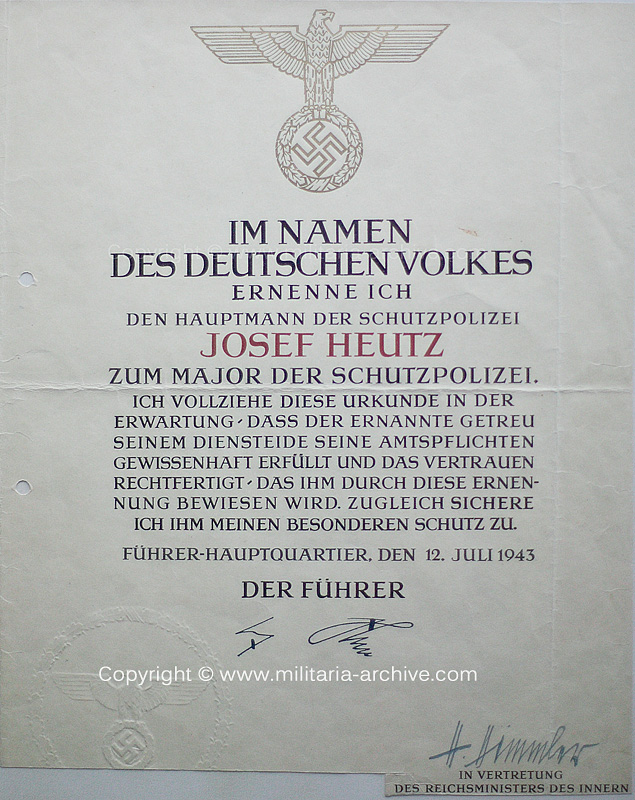 IM NAMEN
DES DEUTSCHEN VOLKES
ERNENNE ICH
DEN HAUPTMANN DER SCHUTZPOLIZEI
JOSEF HEUTZ
ZUM MAJOR DER SCHUTZPOLIZEI.
ICH VOLLZIEHE DIESE URKUNDE IN DER
ERWARTUNG · DASS DER ERNANNTE GETREU
SEINEM DIENSTEIDE SEINE AMTSPFLICHTEN
GEWISSENHAFT ERFÜLLT UND DAS VERTRAUEN
RECHTFERTIGT · DAS IHM DURCH DIESE ERNEN-
NUNG BEWIESEN WIRD. ZUGLEICH SICHERE
ICH IHM MEINEN BESONDEREN SCHUTZ ZU.
FÜHRER-HAUPTQUARTIER, DEN 12. JULI 1943
DER FÜHRER
Copyright © www.militaria-archive.com
H. Himmler
IN VERTRETUNG
DES REICHSMINISTERS DES INNERN